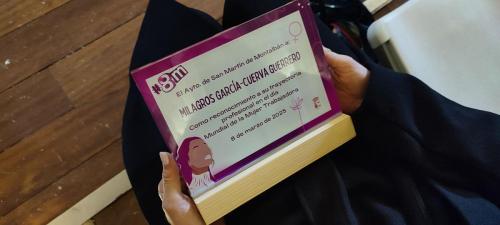 #8m
El Ayto. de San Martín de Montalbán a:
MILAGROS GARCÍA-CUERVA GUERRERO
Como reconocimiento a su trayectoria
profesional en el día
Mundial de la Mujer Trabajadora
8 de marzo de 2025